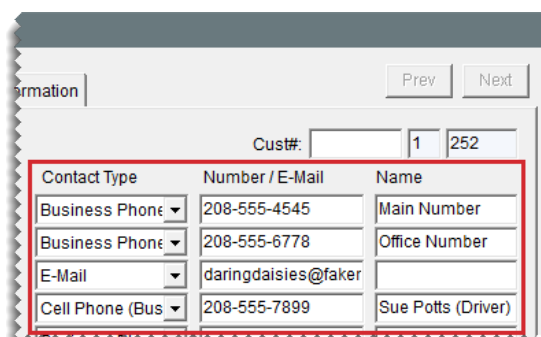 rmation Prev Next
Cust#: 1 252
Contact Type Number / E-Mail Name
Business Phone 208-555-4545 Main Number
Business Phone 208-555-6778 Office Number
E-Mail daringdaisies@faker
Cell Phone (Bus 208-555-7899 Sue Potts (Driver)